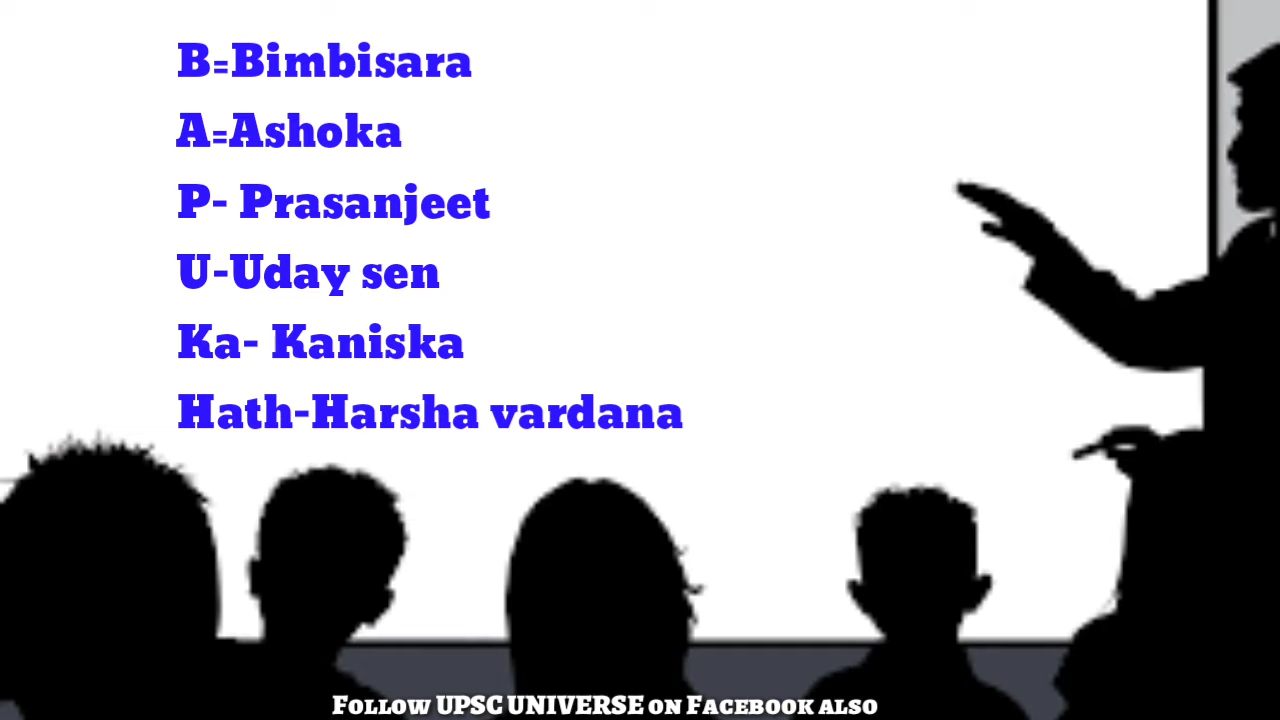 B=Bimbisara
A=Ashoka
P- Prasanjeet
U-Uday sen
Ka- Kaniska
Hath-Harsha vardana
Follow UPSC UNIVERSE on Facebook also